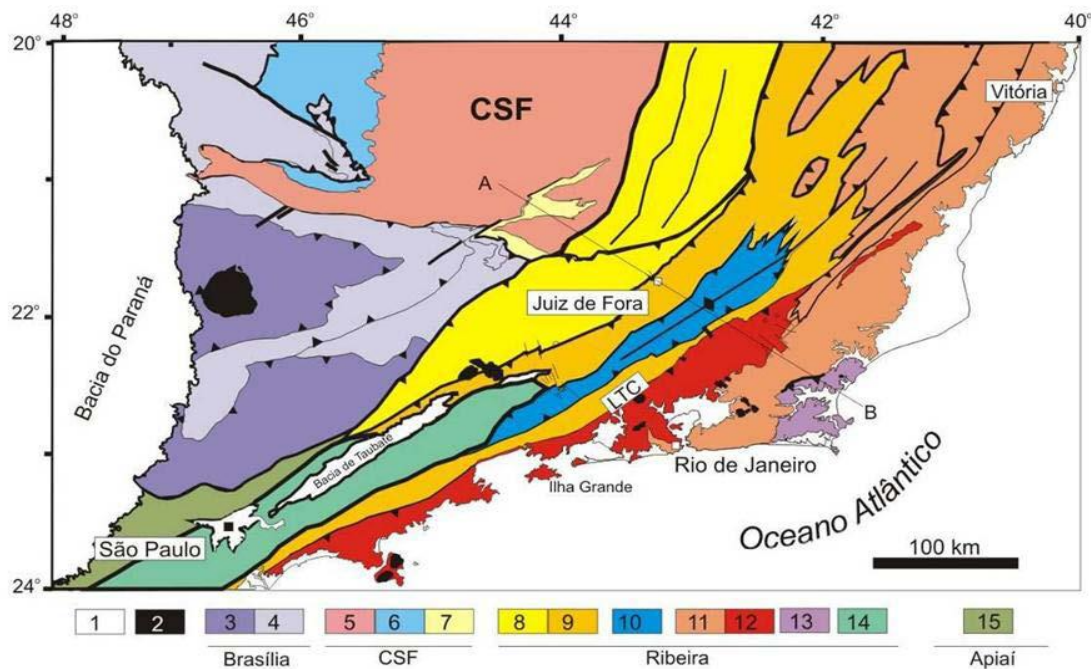 48° 46° 44° 42° 40°
20°
CSF
Vitória
A
Juiz de Fora
22°
Bacia do Paraná
LTC
B
Bacia de Taubaté
Rio de Janeiro
Ilha Grande
Oceano Atlântico
São Paulo
100 km
24°
1 2 3 4 5 6 7 8 9 10 11 12 13 14 15
Brasília CSF Ribeira Apiaí